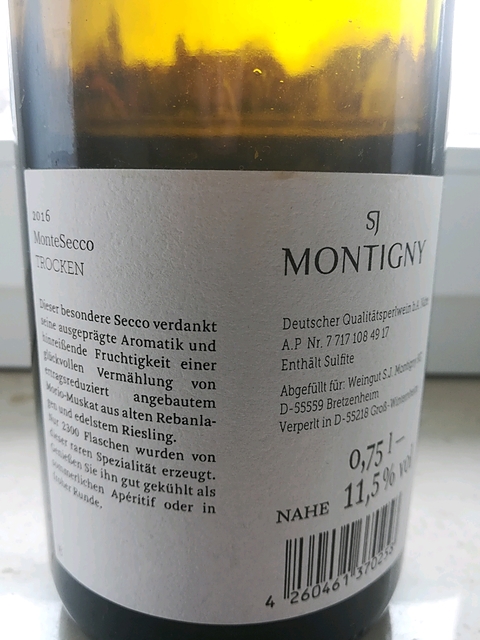 2016
MonteSecco
TROCKEN
Dieser besondere Secco verdankt
seine ausgeprägte Aromatik und
hinreißende Fruchtigkeit einer
glückvollen Vermählung von
ertragsreduziert angebautem
Morio-Muskat aus alten Rebanla-
gen und edelstem Riesling.
Nur 2300 Flaschen wurden von
dieser raren Spezialität erzeugt.
Genießen Sie ihn gut gekühlt als
sommerlichen Apéritif oder in
froher Runde.
SJ
MONTIGNY
Deutscher Qualitätsperlwein b.A. Nahe
A.P Nr. 7 717 108 49 17
Enthält Sulfite
Abgefüllt für: Weingut S.J. Montigny
D-55559 Bretzenheim
Verperlt in D-55218 Groß-Winternheim
0,75 l
NAHE 11,5 % vol
4 260461 370238